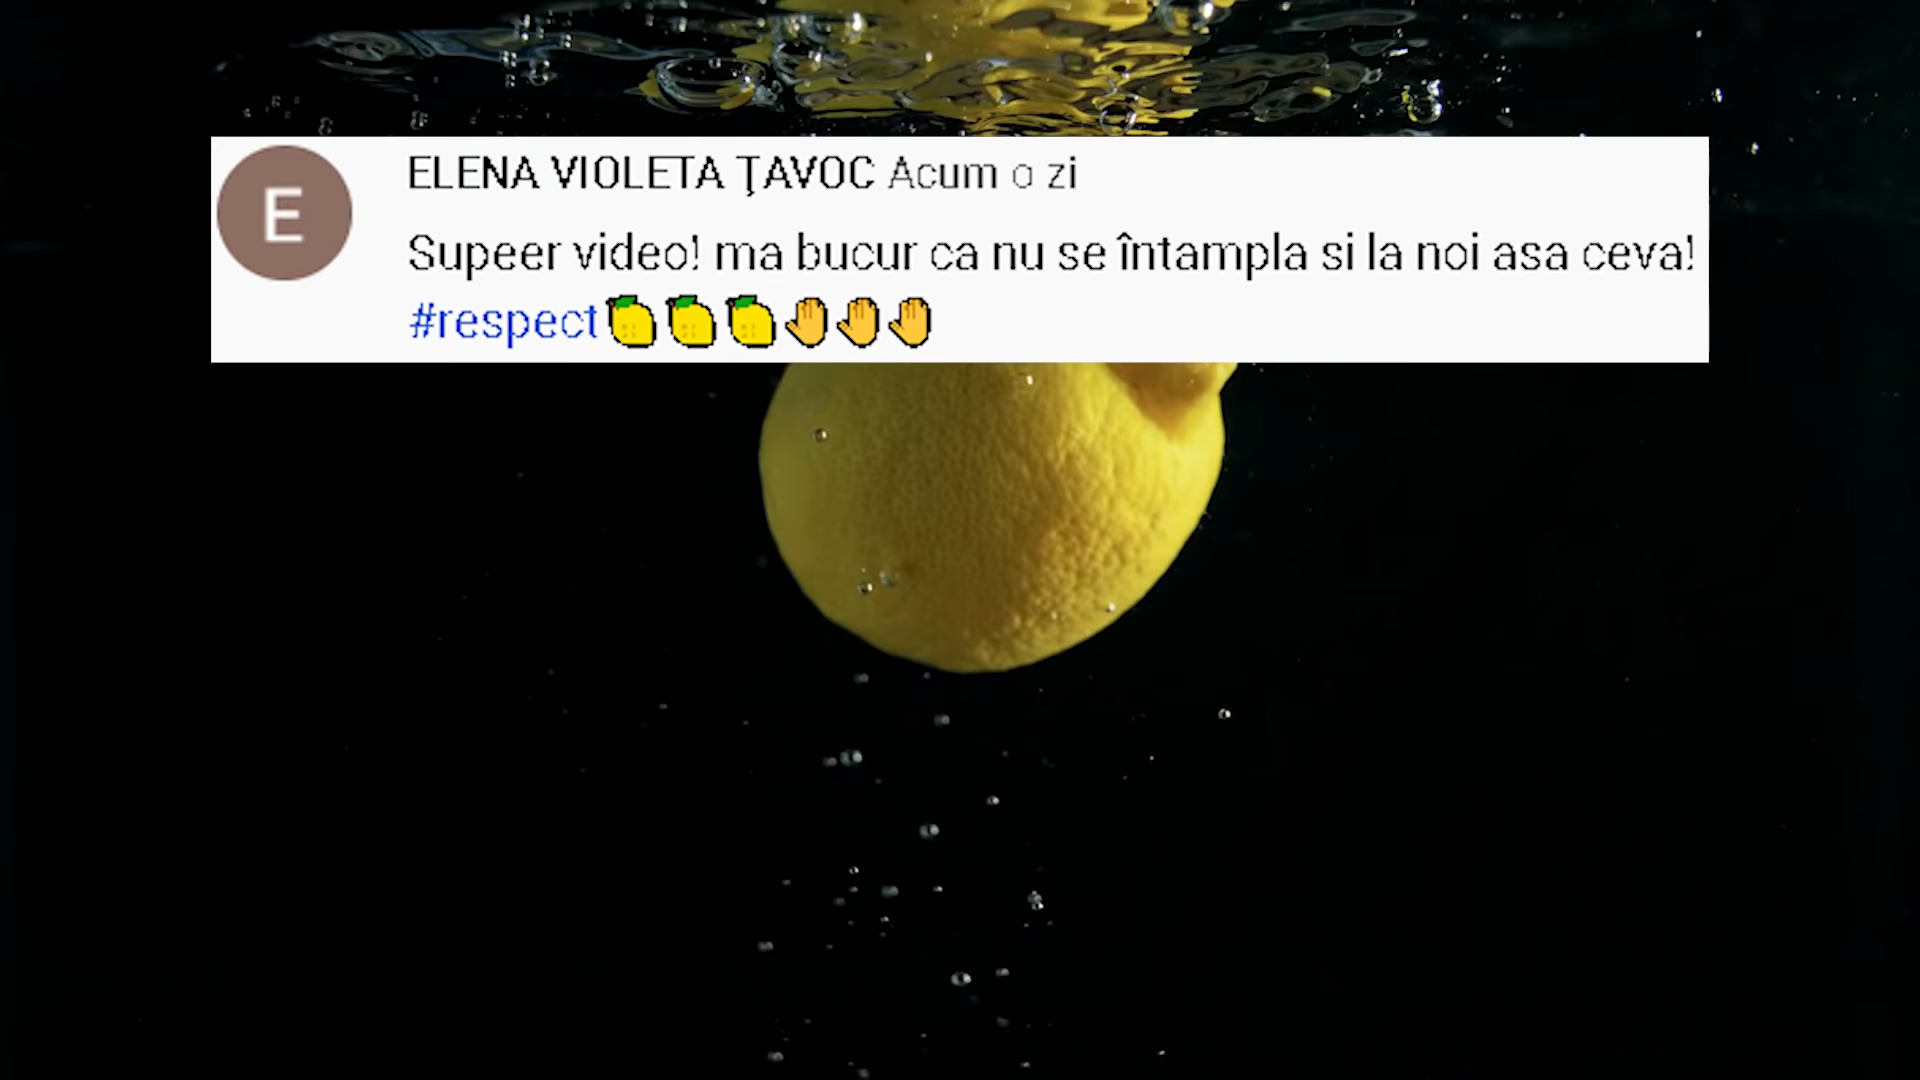 E
ELENA VIOLETA ŢAVOC Acum o zi
Supeer video! ma bucur ca nu se întampla si la noi asa ceva!
#respect🍋🍋🍋🤚🤚🤚